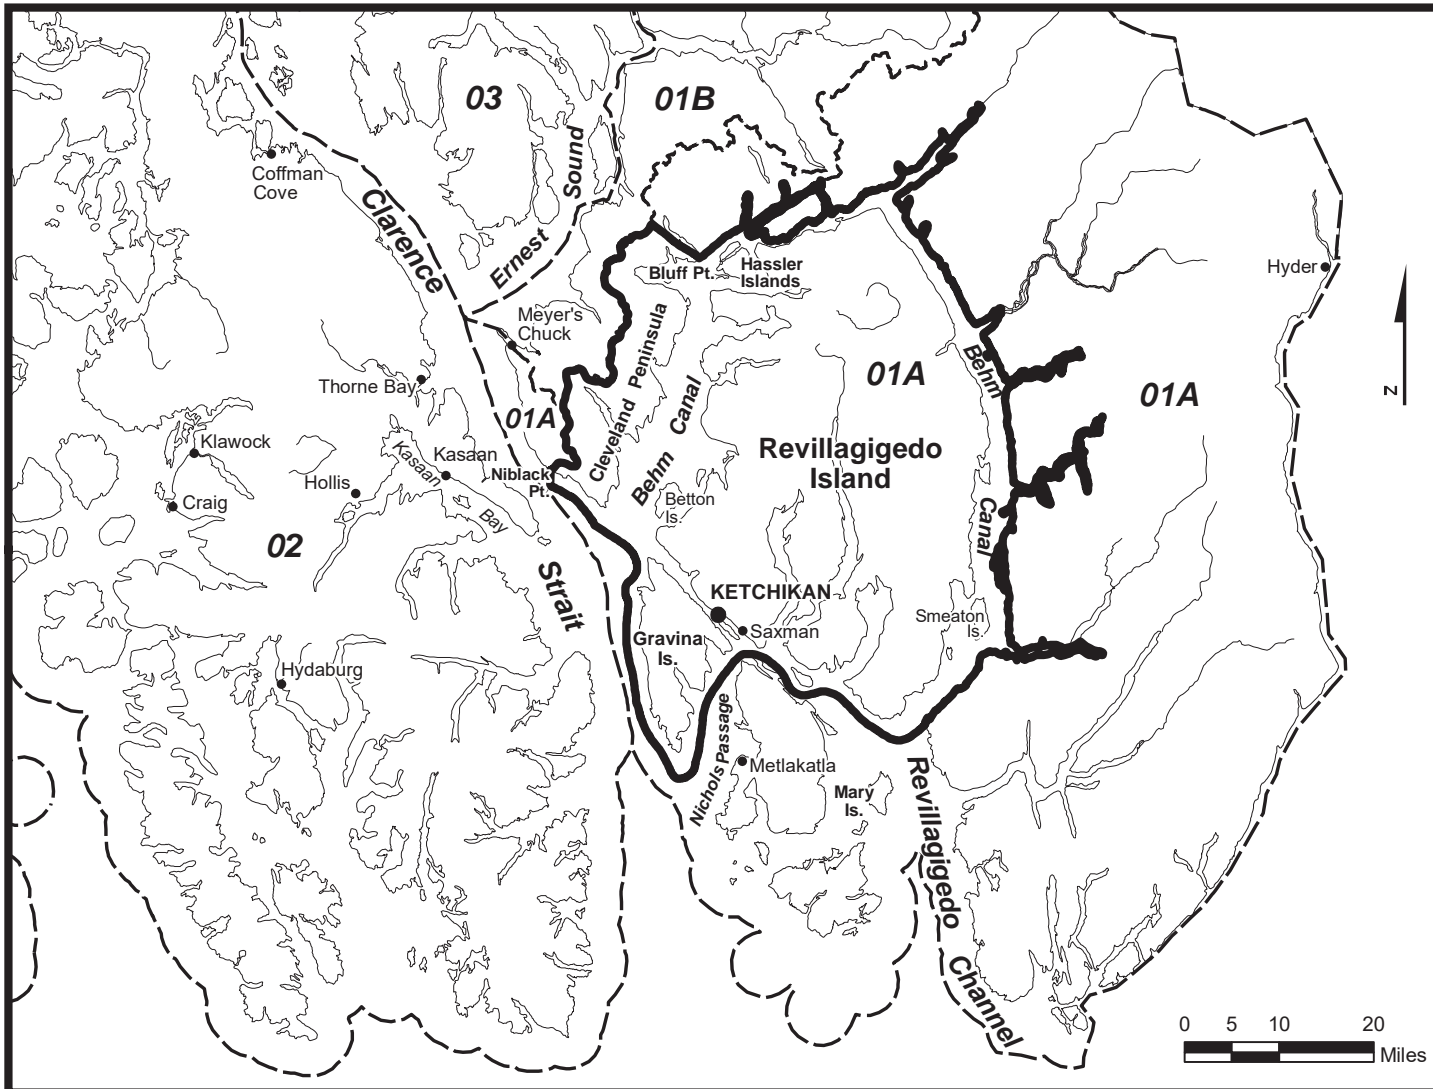 03
01B
Coffman
Cove
Clarence
Ernest Sound
Bluff Pt.
Hassler
Islands
Hyder
Meyer's
Chuck
Thorne Bay
01A
Cleveland Peninsula
Behm Canal
01A
Behm
01A
N
Klawock
Kasaan
Kasaan
Bay
Niblack
Pt.
Hollis
Craig
Betton
Is.
Revillagigedo
Island
Canal
02
Strait
KETCHIKAN
Saxman
Smeaton
Is.
Gravina
Is.
Hydaburg
Nichols Passage
Metlakatla
Mary
Is.
Revillagigedo
Channel
0 5 10 20
Miles